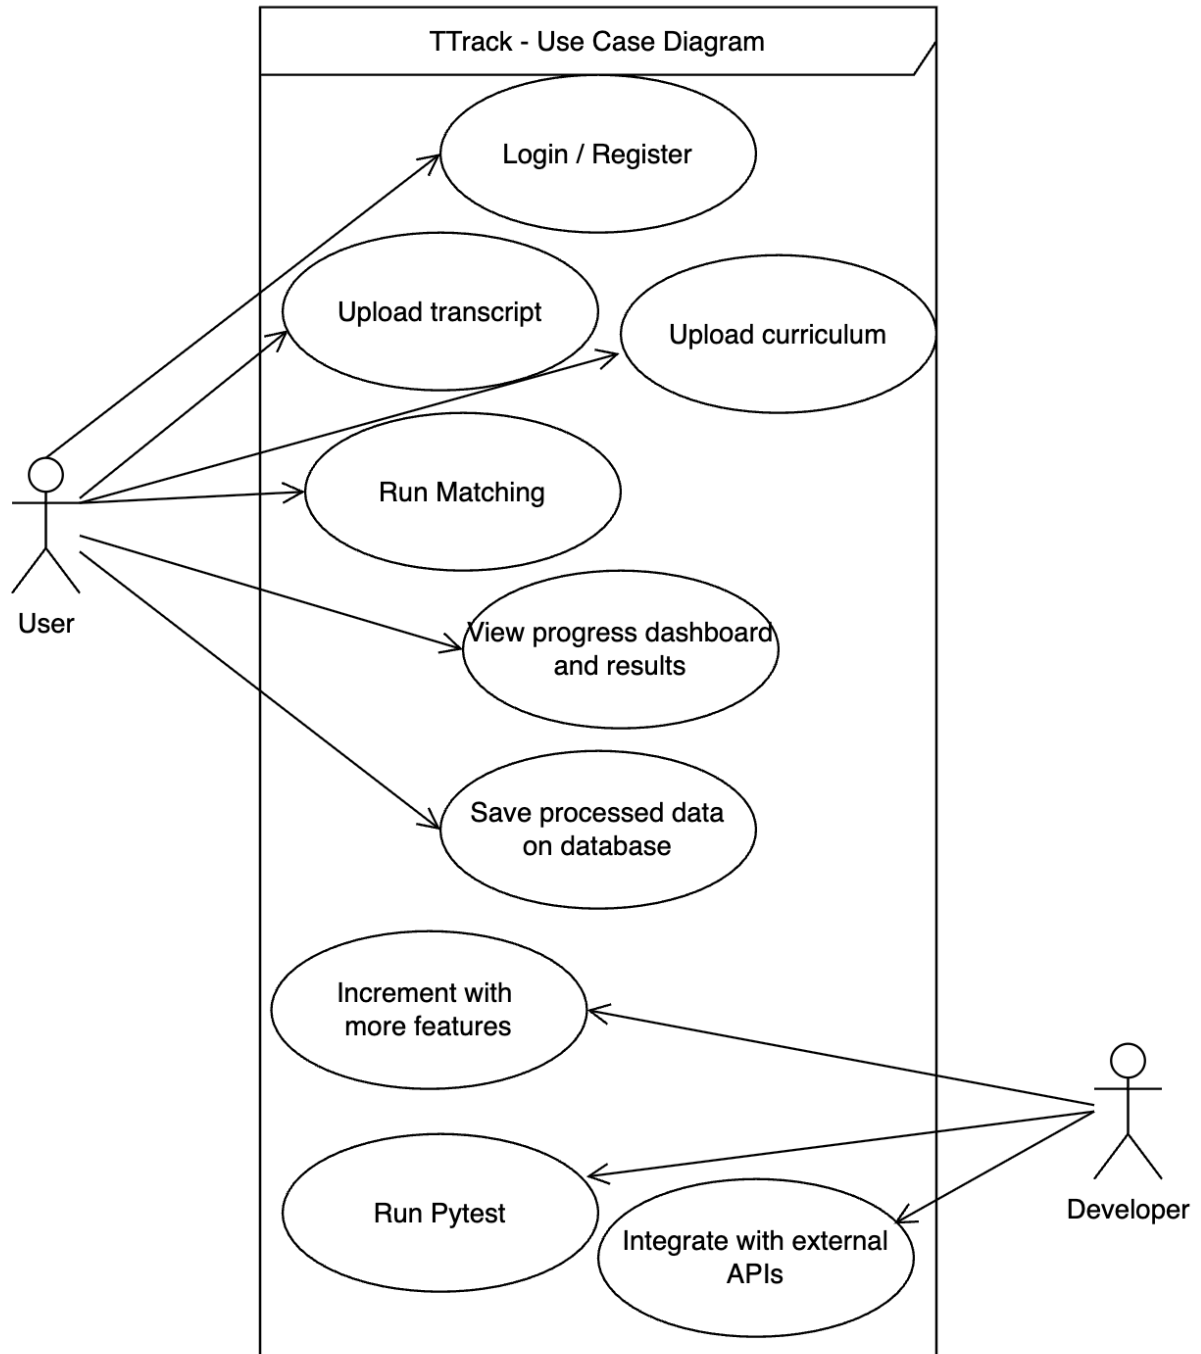 TTrack - Use Case Diagram
Login / Register
Upload transcript
Upload curriculum
Run Matching
User
View progress dashboard
and results
Save processed data
on database
Increment with
more features
Run Pytest
Developer
Integrate with external
APIs